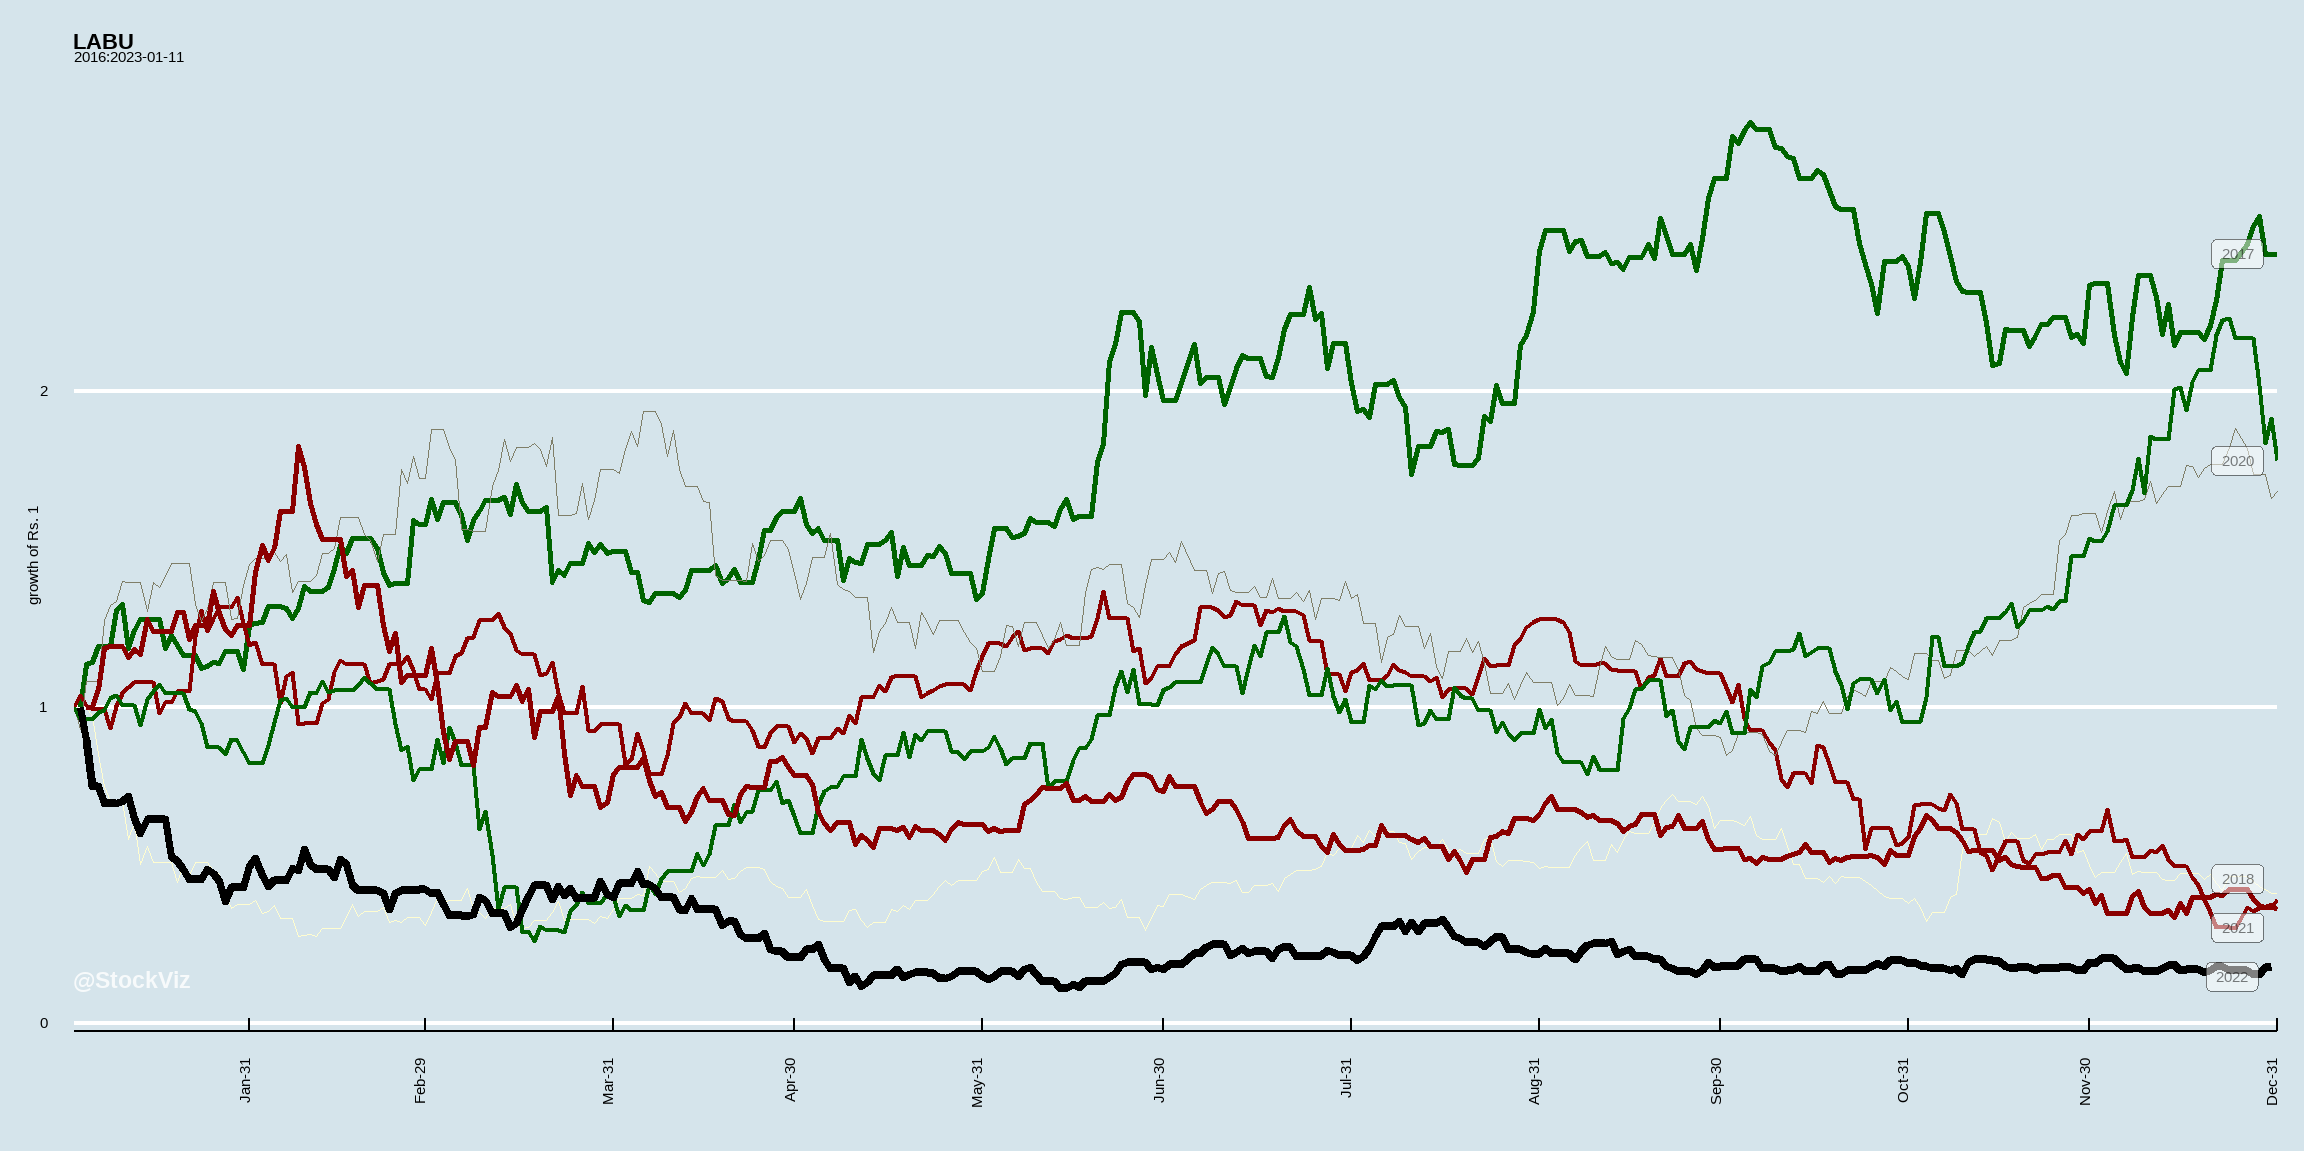 LABU
2016:2023-01-11
growth of Rs. 1
2
1
0
2017
2020
2018
2021
2022
@StockViz
Jan-31
Feb-29
Mar-31
Apr-30
May-31
Jun-30
Jul-31
Aug-31
Sep-30
Oct-31
Nov-30
Dec-31